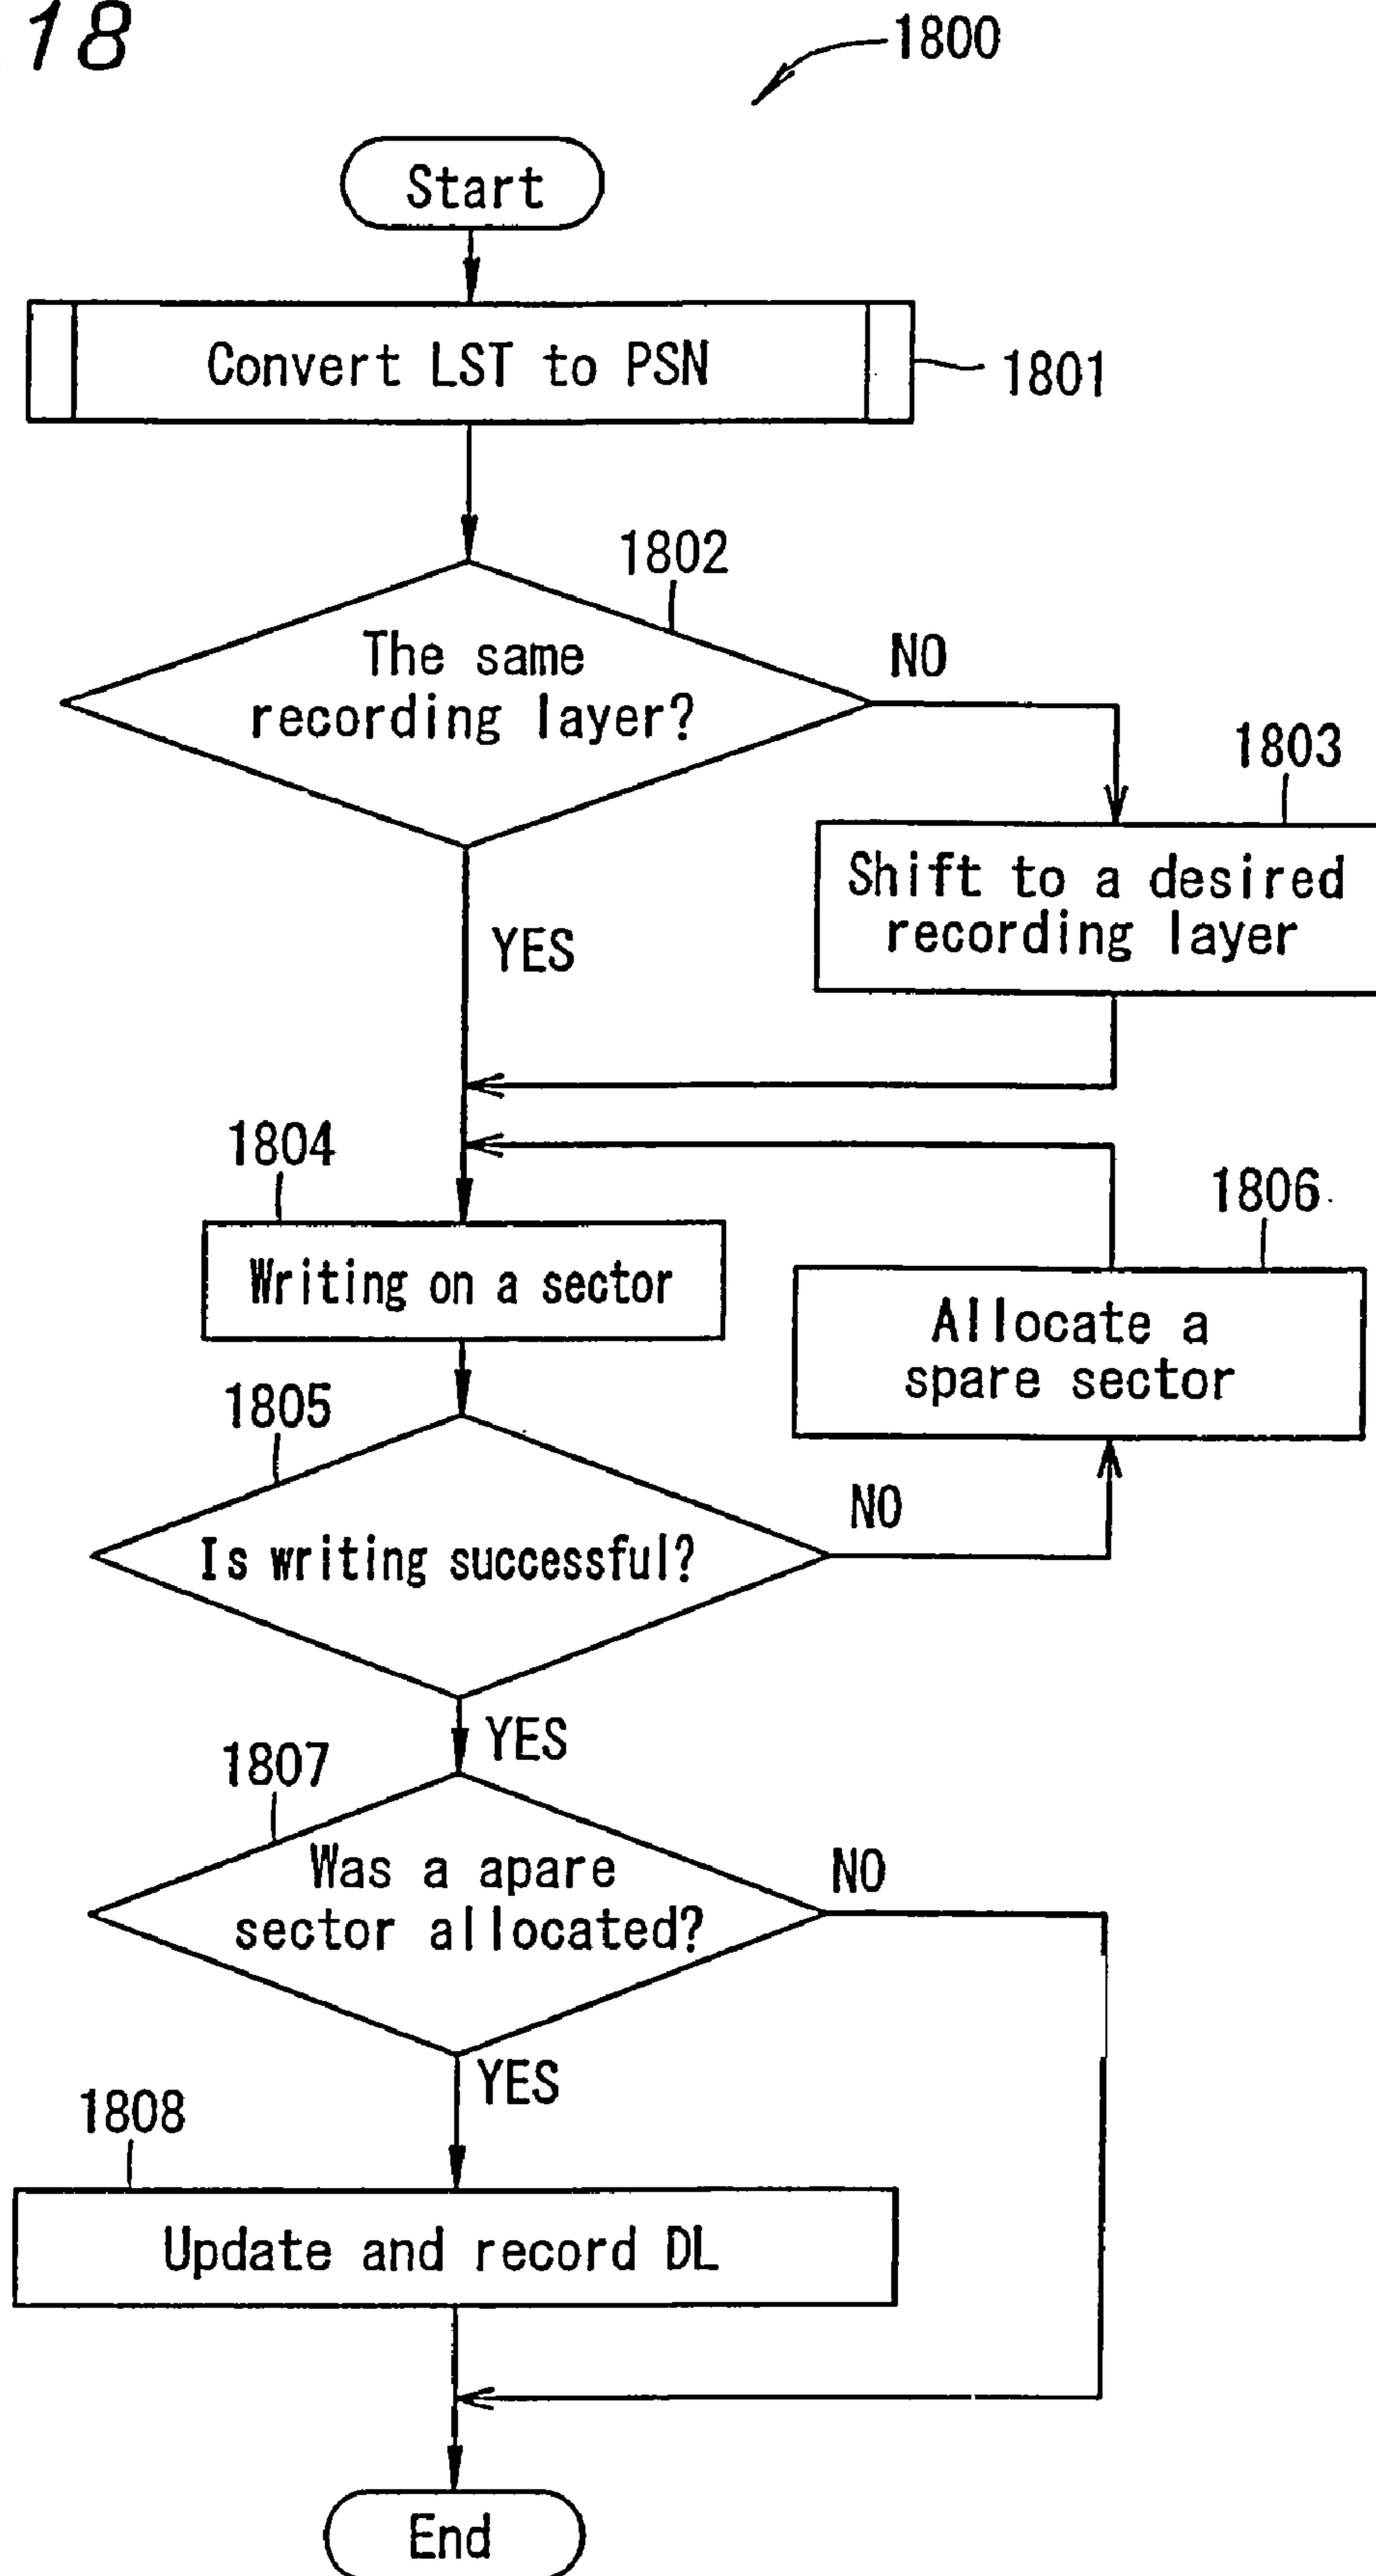 18
1800
Start
Convert LST to PSN
1801
1802
The same
recording layer?
NO
1803
Shift to a desired
recording layer
YES
1804
Writing on a sector
1806
Allocate a
spare sector
1805
Is writing successful?
NO
YES
1807
Was a apare
sector allocated?
NO
YES
1808
Update and record DL
End